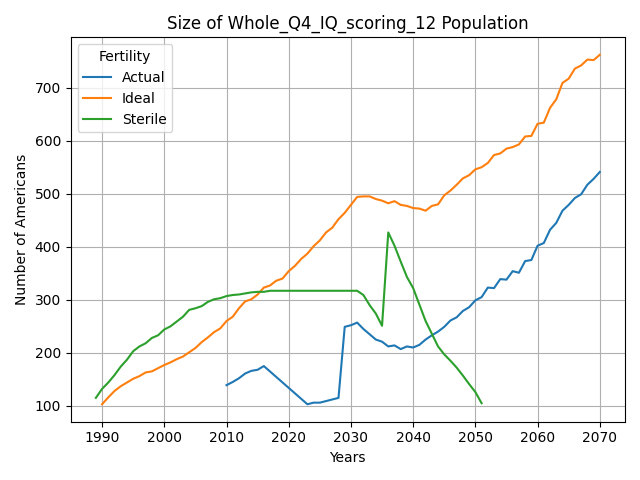 Size of Whole_Q4_IQ_scoring_12 Population
Fertility
Actual
Ideal
Sterile
Number of Americans
700
600
500
400
300
200
100
1990 2000 2010 2020 2030 2040 2050 2060 2070
Years